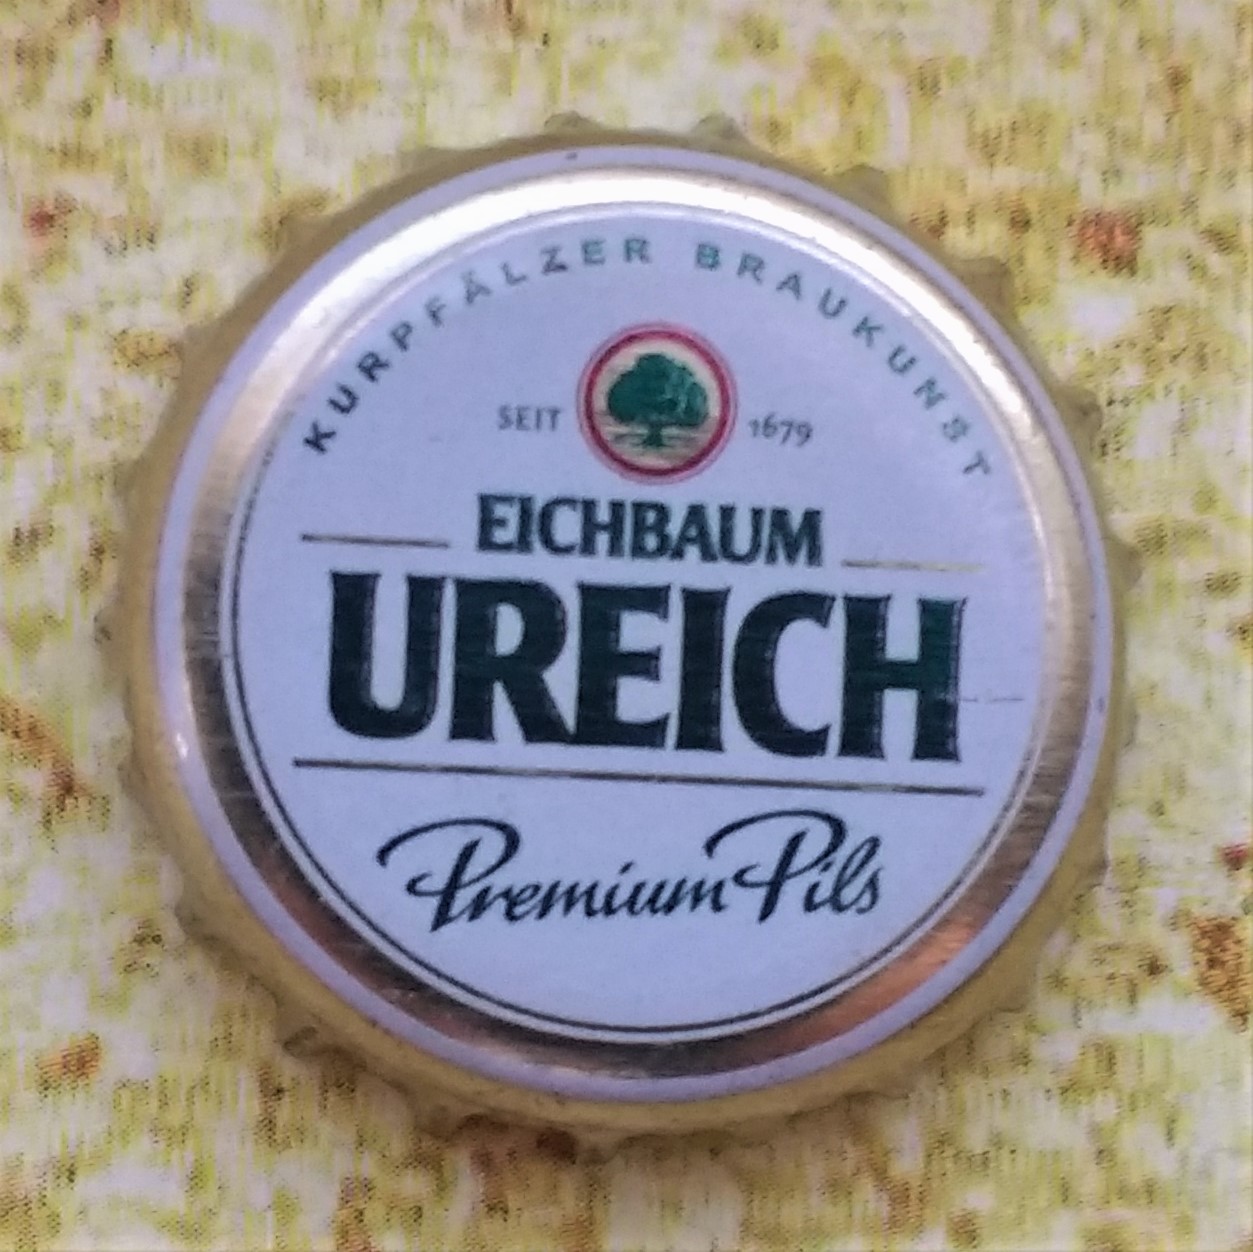 KURPFÄLZER BRAUKUNST
SEIT 1679
EICHBAUM
UREICH
Premium Pils